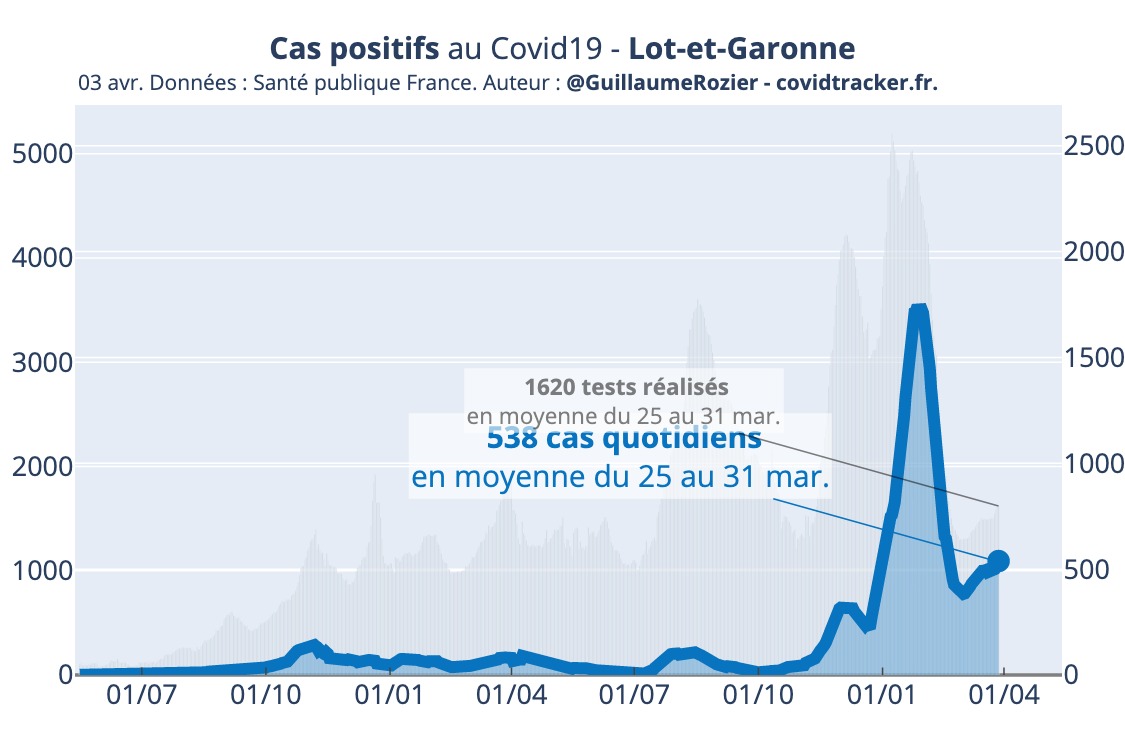 Cas positifs au Covid19 - Lot-et-Garonne
03 avr. Données : Santé publique France. Auteur : @GuillaumeRozier - covidtracker.fr.
5000
4000
3000
2000
1000
0
2500
2000
1500
1000
500
0
1620 tests réalisés
en moyenne du 25 au 31 mar.
538 cas quotidiens
en moyenne du 25 au 31 mar.
01/07 01/10 01/01 01/04 01/07 01/10 01/01 01/04